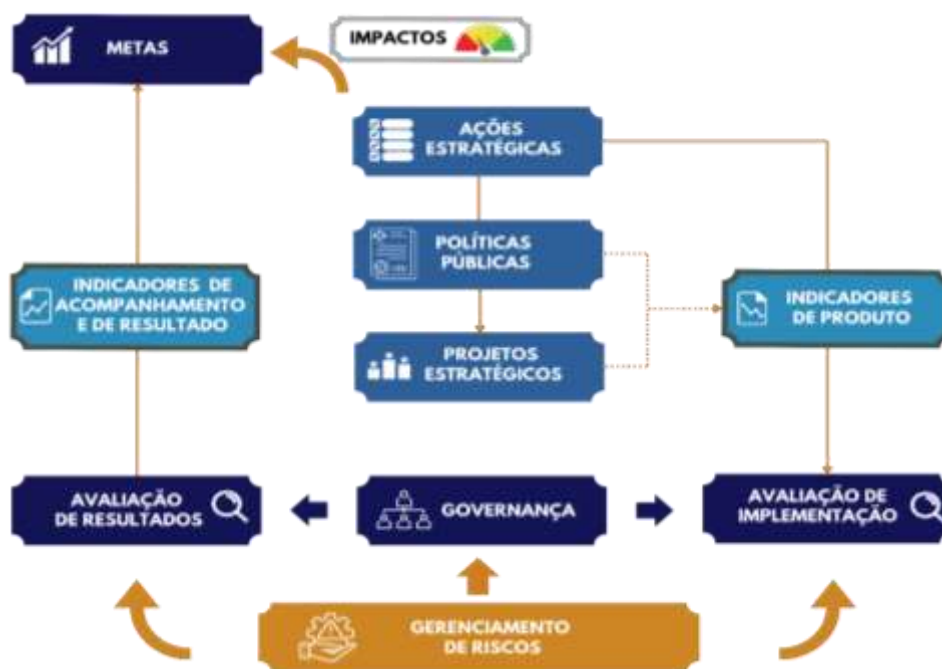 METAS
IMPACTOS
AÇÕES
ESTRATÉGICAS
POLÍTICAS
PÚBLICAS
INDICADORES DE
ACOMPANHAMENTO
E DE RESULTADO
INDICADORES
DE PRODUTO
PROJETOS
ESTRATÉGICOS
AVALIAÇÃO
DE RESULTADOS
GOVERNANÇA
AVALIAÇÃO DE
IMPLEMENTAÇÃO
GERENCIAMENTO
DE RISCOS